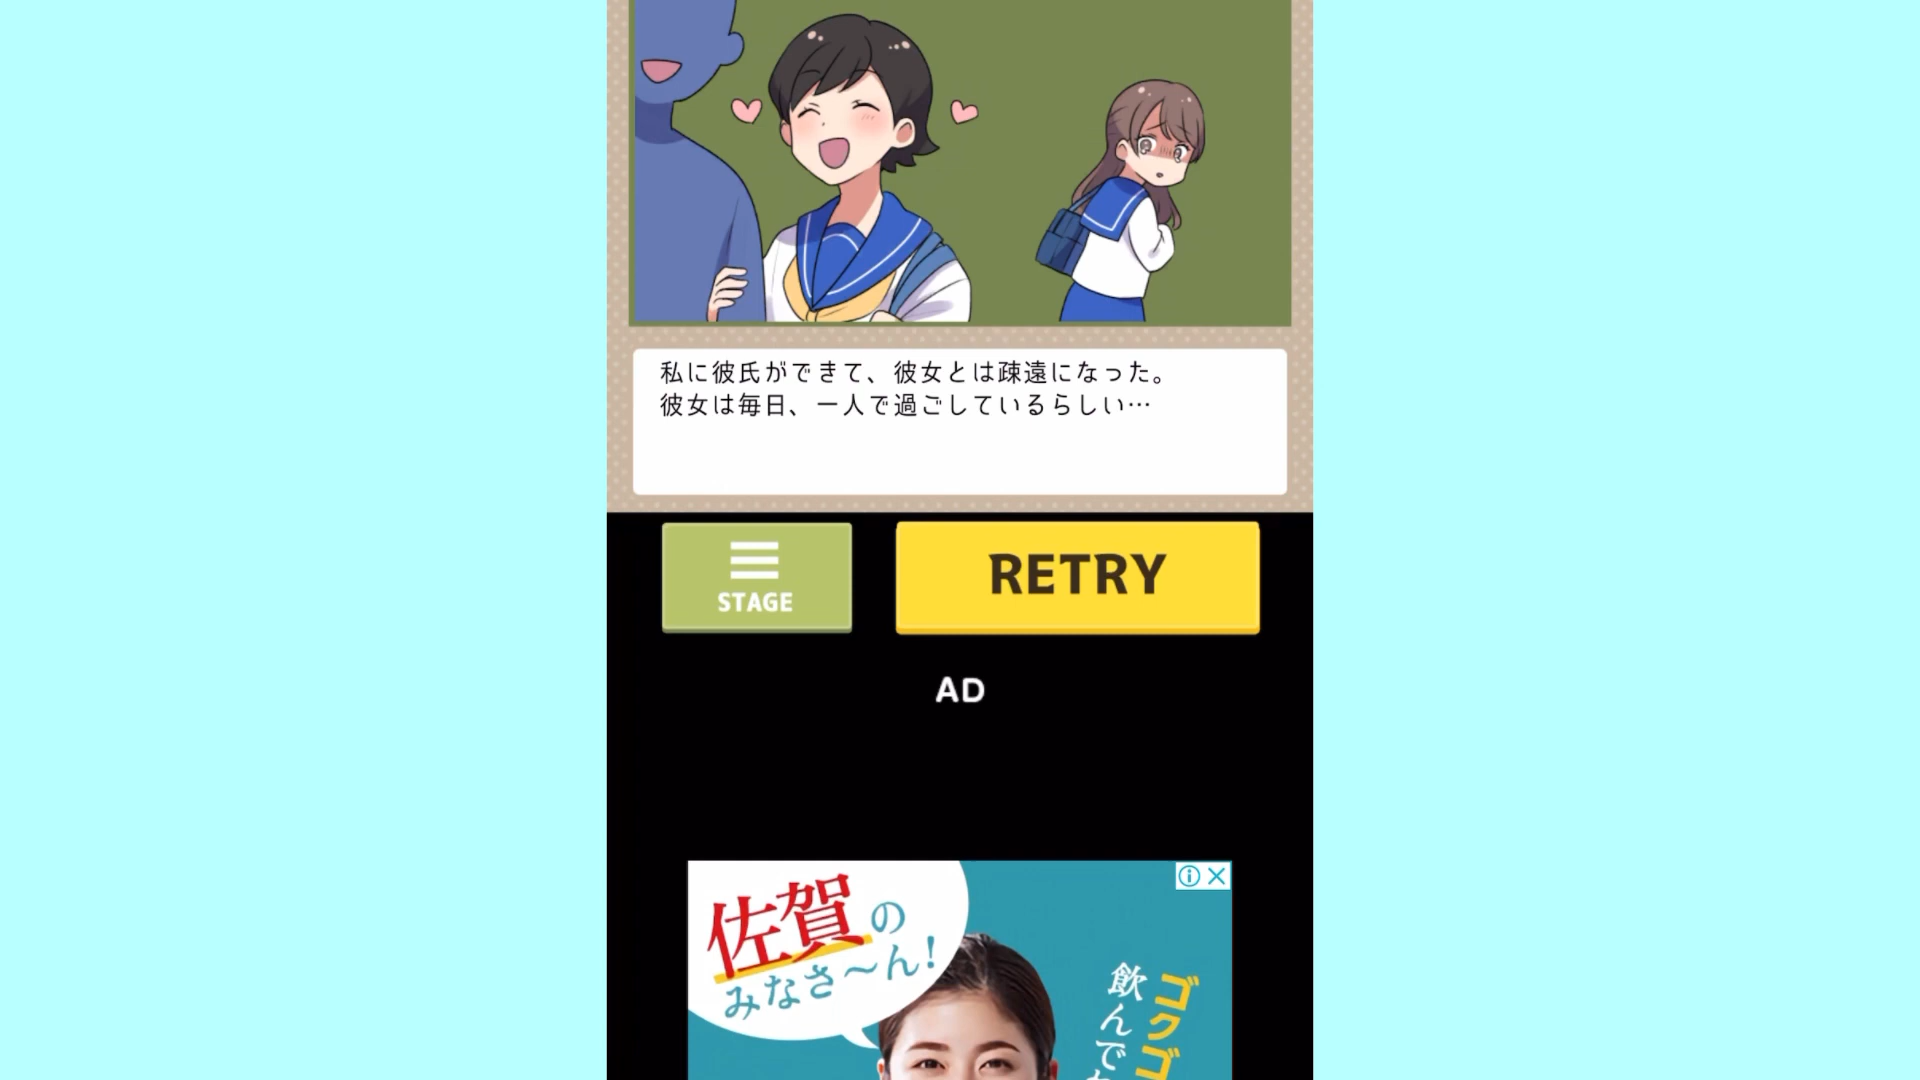 私に彼氏ができて、彼女とは疎遠になった。
彼女は毎日、一人で過ごしているらしい…
STAGE
RETRY
AD
佐賀の
みなさ〜ん!
ゴクゴ
飲んで